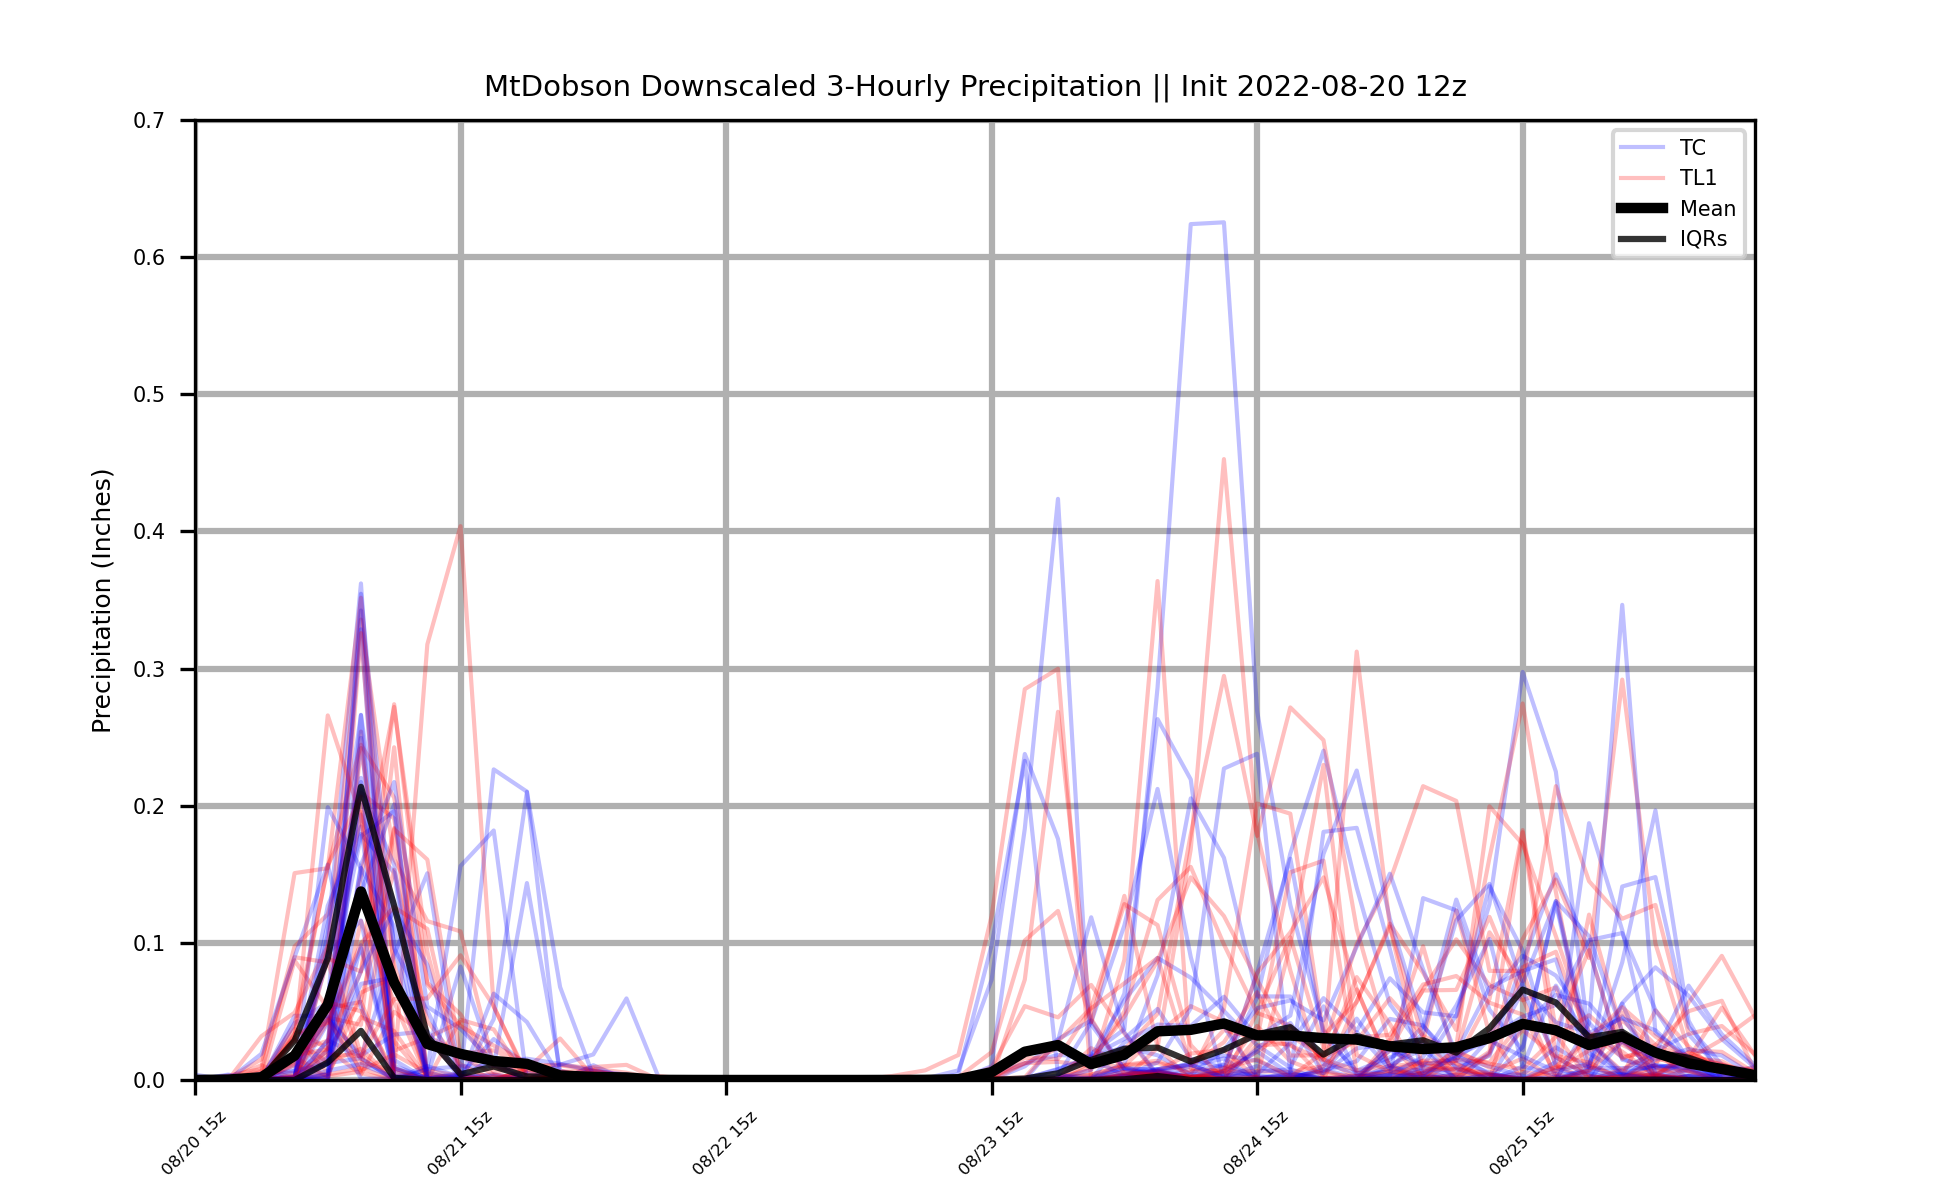 MtDobson Downscaled 3-Hourly Precipitation || Init 2022-08-20 12z
TC
TL1
Mean
IQRs
Precipitation (Inches)
0.7
0.6
0.5
0.4
0.3
0.2
0.1
0.0
08/20 15z
08/21 15z
08/22 15z
08/23 15z
08/24 15z
08/25 15z